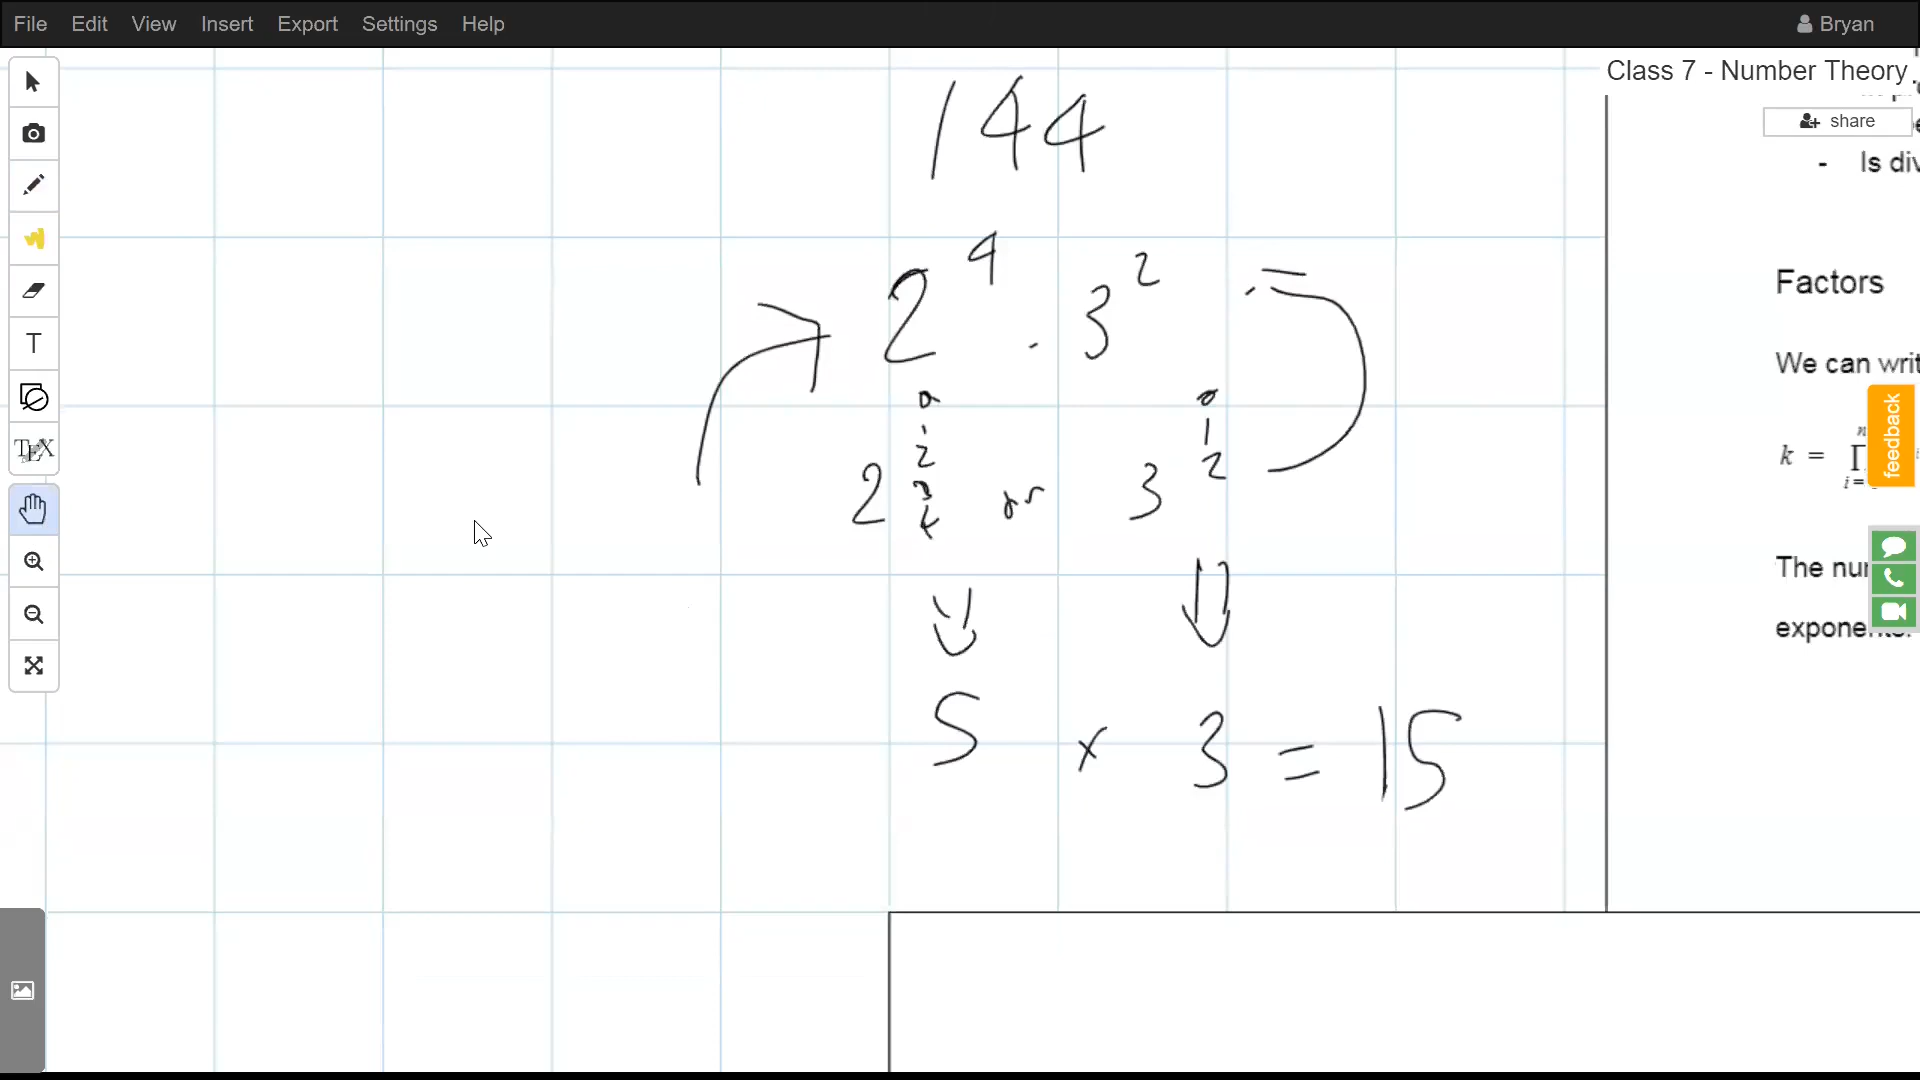 File Edit View Insert Export Settings Help Bryan
Class 7 - Number Theory
share
- Is div
Factors
We can writ
k = ∏
n
i =
feedback
The nu
exponents.
T
TEX
144
2^4 · 3^2
0 0
1 1
2 2
3
4
2 or 3
5 × 3 = 15